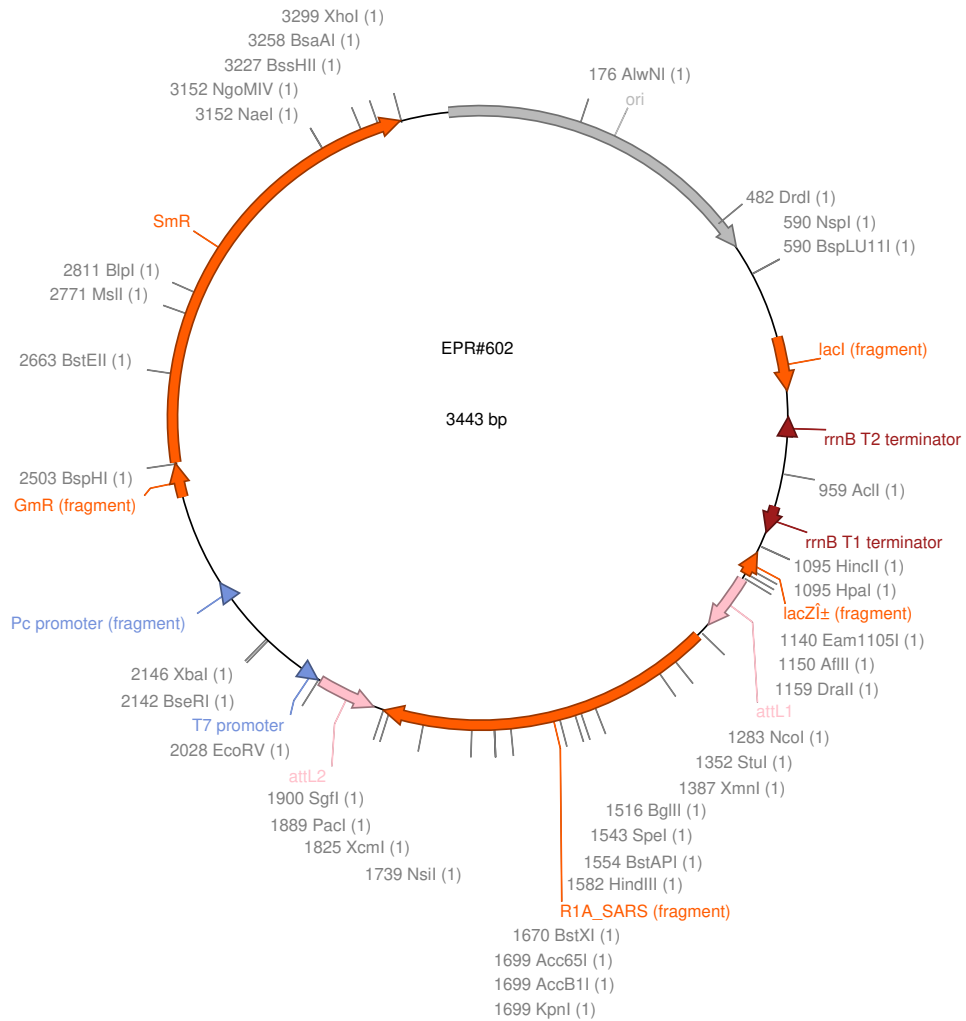 3299 XhoI (1)
3258 BsaAI (1)
3227 BssHII (1)
3152 NgoMIV (1)
3152 NaeI (1)
176 AlwNI (1)
ori
482 DrdI (1)
590 NspI (1)
590 BspLU11I (1)
SmR
2811 BlpI (1)
2771 MslI (1)
2663 BstEII (1)
EPR#602
3443 bp
lacI (fragment)
rrnB T2 terminator
2503 BspHI (1)
GmR (fragment)
959 AclI (1)
rrnB T1 terminator
1095 HincII (1)
1095 HpaI (1)
lacZÎ± (fragment)
Pc promoter (fragment)
1140 Eam1105I (1)
1150 AflII (1)
1159 DraII (1)
attL1
2146 XbaI (1)
2142 BseRI (1)
T7 promoter
2028 EcoRV (1)
attL2
1283 NcoI (1)
1352 StuI (1)
1387 XmnI (1)
1900 SgfI (1)
1889 PacI (1)
1825 XcmI (1)
1739 NsiI (1)
1516 BglII (1)
1543 SpeI (1)
1554 BstAPI (1)
1582 HindIII (1)
R1A_SARS (fragment)
1670 BstXI (1)
1699 Acc65I (1)
1699 AccB1I (1)
1699 KpnI (1)